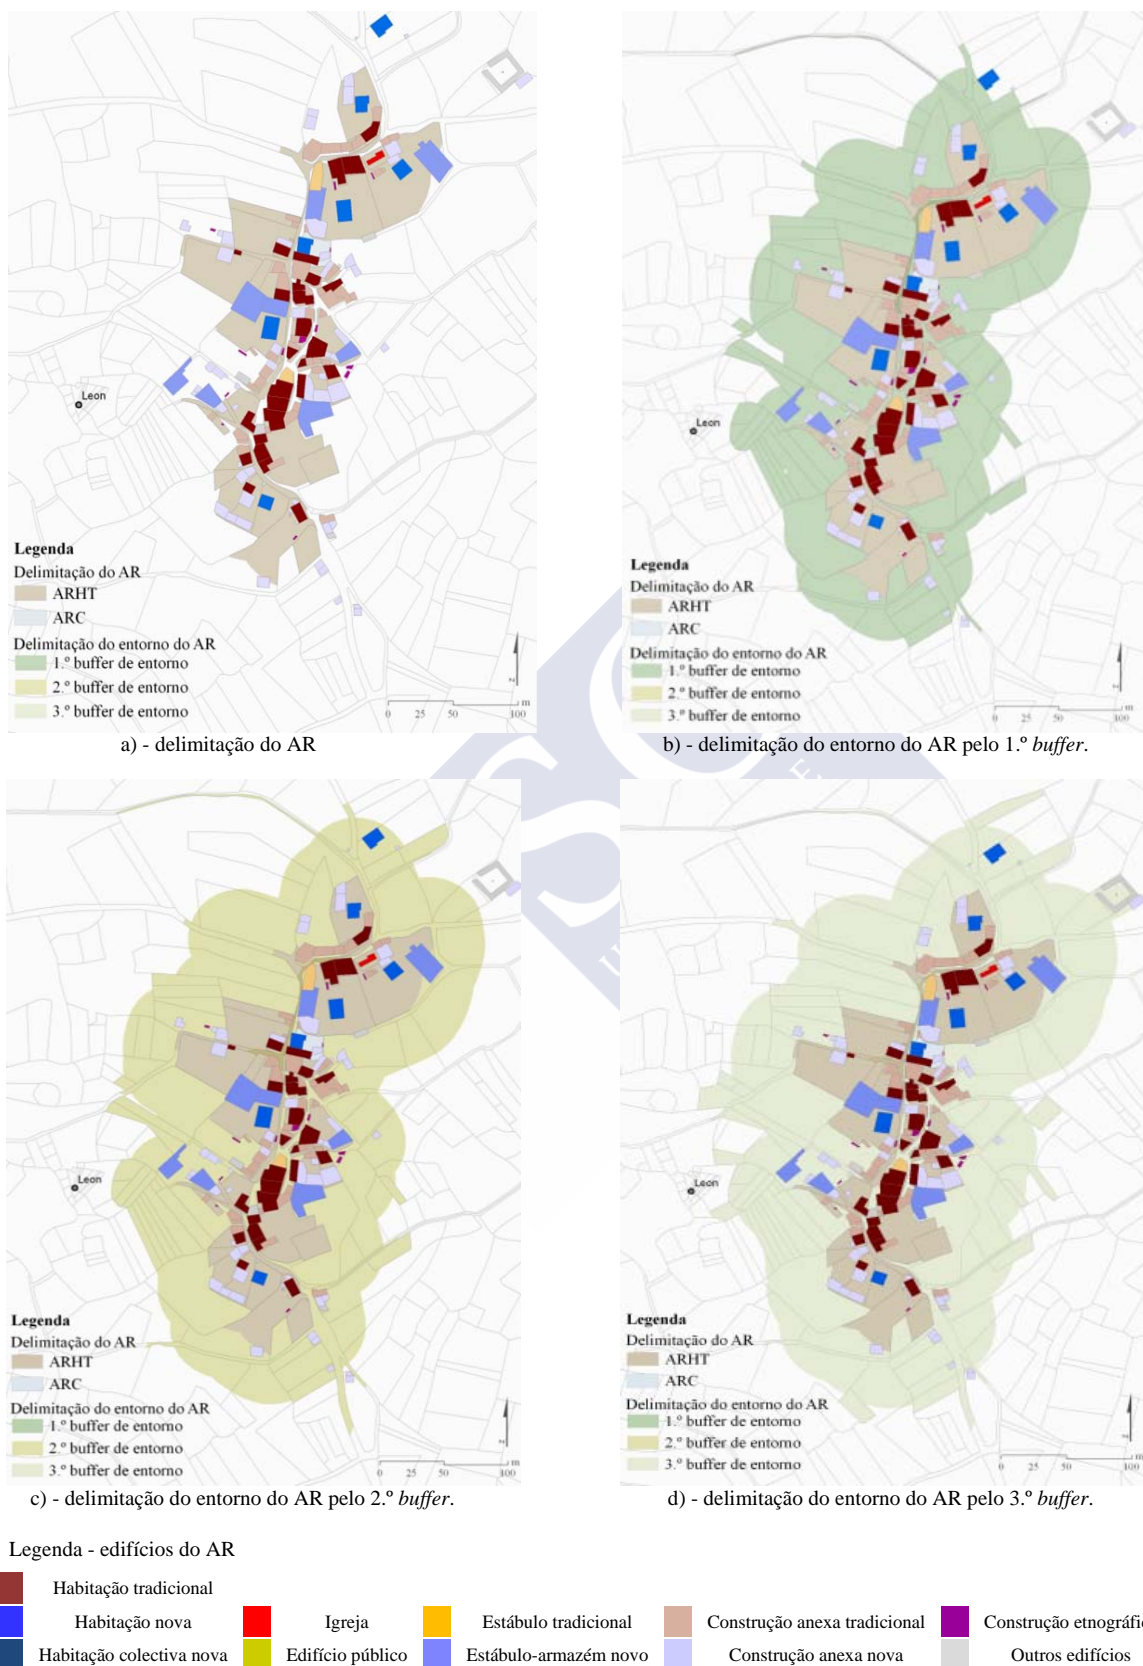 Leon
Legenda
Delimitação do AR
ARHT
ARC
Delimitação do entorno do AR
1.º buffer de entorno
2.º buffer de entorno
3.º buffer de entorno
z
m
0 25 50 100
a) - delimitação do AR
Leon
Legenda
Delimitação do AR
ARHT
ARC
Delimitação do entorno do AR
1.º buffer de entorno
2.º buffer de entorno
3.º buffer de entorno
z
m
0 25 50 100
b) - delimitação do entorno do AR pelo 1.º buffer.
Leon
Legenda
Delimitação do AR
ARHT
ARC
Delimitação do entorno do AR
1.º buffer de entorno
2.º buffer de entorno
3.º buffer de entorno
z
m
0 25 50 100
c) - delimitação do entorno do AR pelo 2.º buffer.
Leon
Legenda
Delimitação do AR
ARHT
ARC
Delimitação do entorno do AR
1.º buffer de entorno
2.º buffer de entorno
3.º buffer de entorno
z
m
0 25 50 100
d) - delimitação do entorno do AR pelo 3.º buffer.
Legenda - edifícios do AR
Habitação tradicional
Habitação nova Igreja Estábulo tradicional Construção anexa tradicional Construção etnográfi
Habitação colectiva nova Edifício público Estábulo-armazém novo Construção anexa nova Outros edifícios